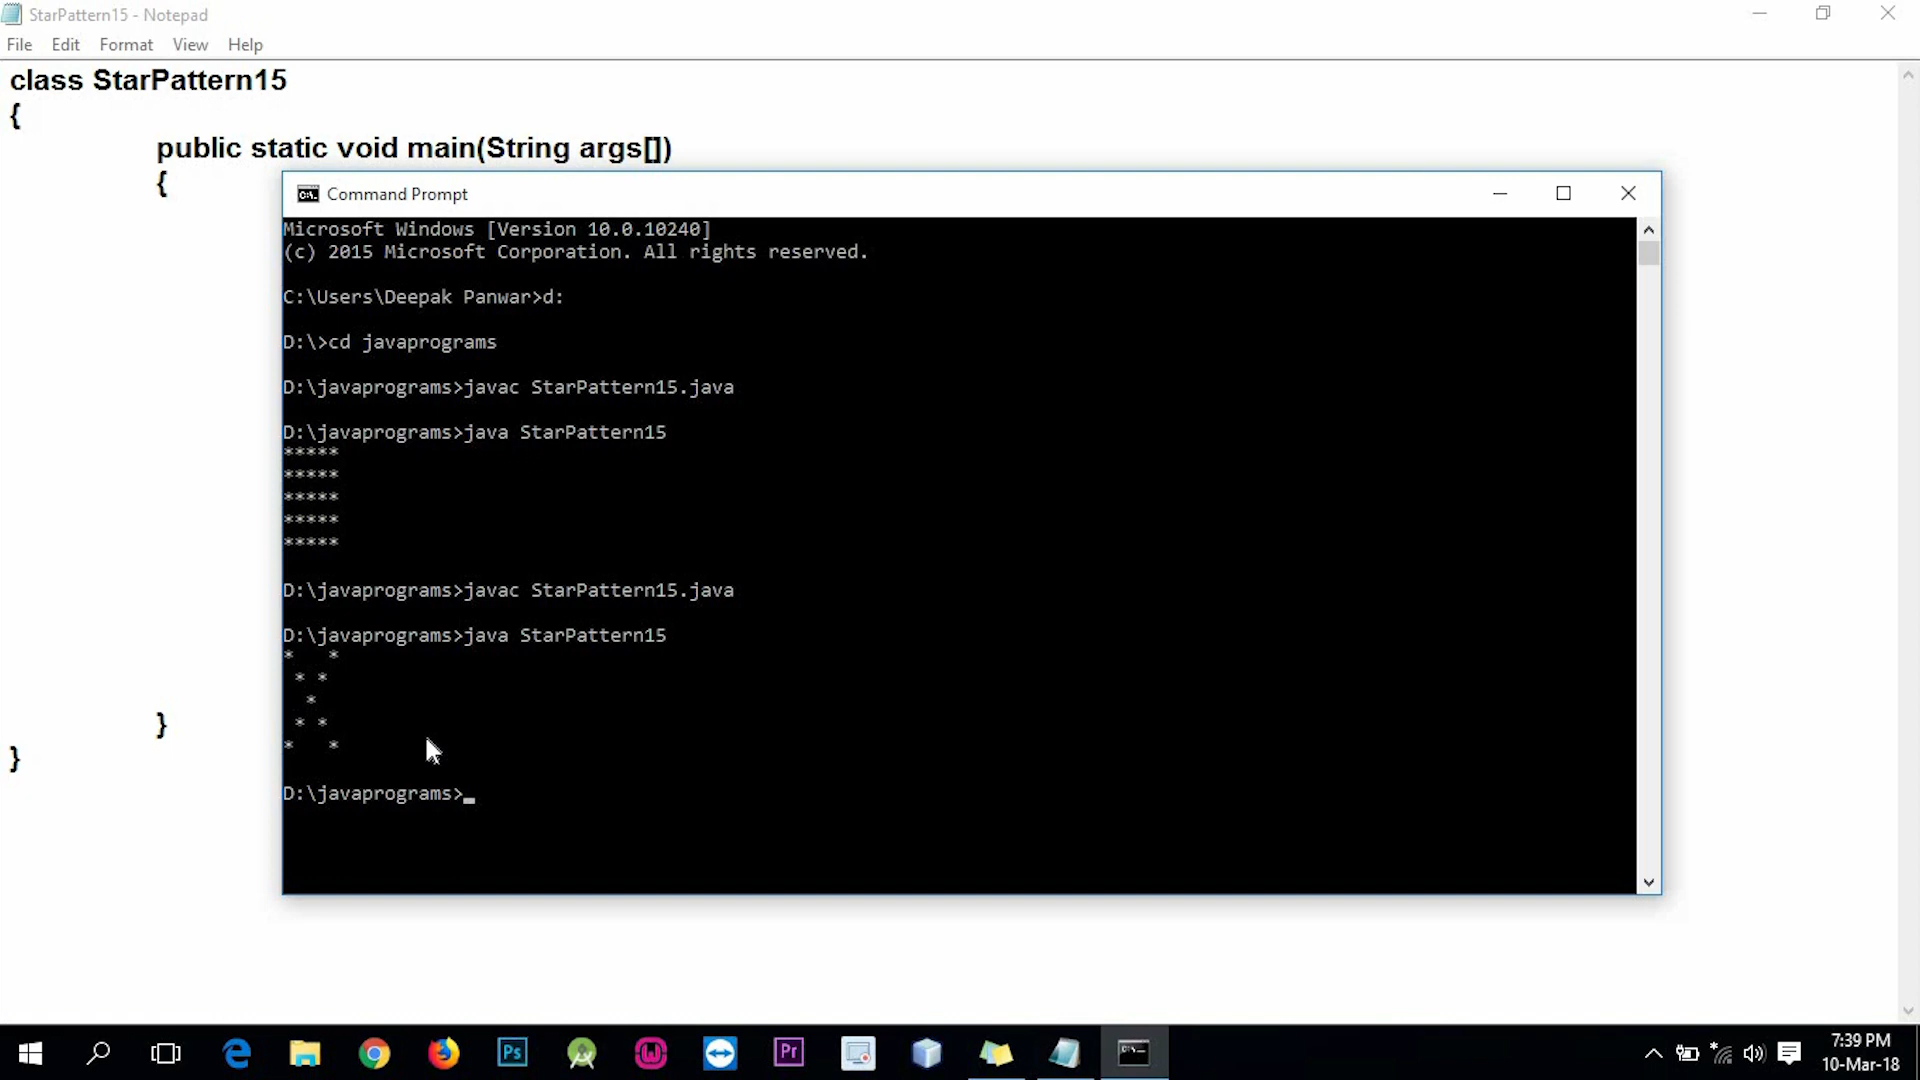 StarPattern15 - Notepad
File Edit Format View Help
class StarPattern15
{
public static void main(String args[])
{
Command Prompt
Microsoft Windows [Version 10.0.10240]
(c) 2015 Microsoft Corporation. All rights reserved.
C:\Users\Deepak Panwar>d:
D:\>cd javaprograms
D:\javaprograms>javac StarPattern15.java
D:\javaprograms>java StarPattern15
*****
*****
*****
*****
*****
D:\javaprograms>javac StarPattern15.java
D:\javaprograms>java StarPattern15
*   *
 * *
  *
 * *
*   *
D:\javaprograms>_
}
}
Ps
Pr
7:39 PM
10-Mar-18